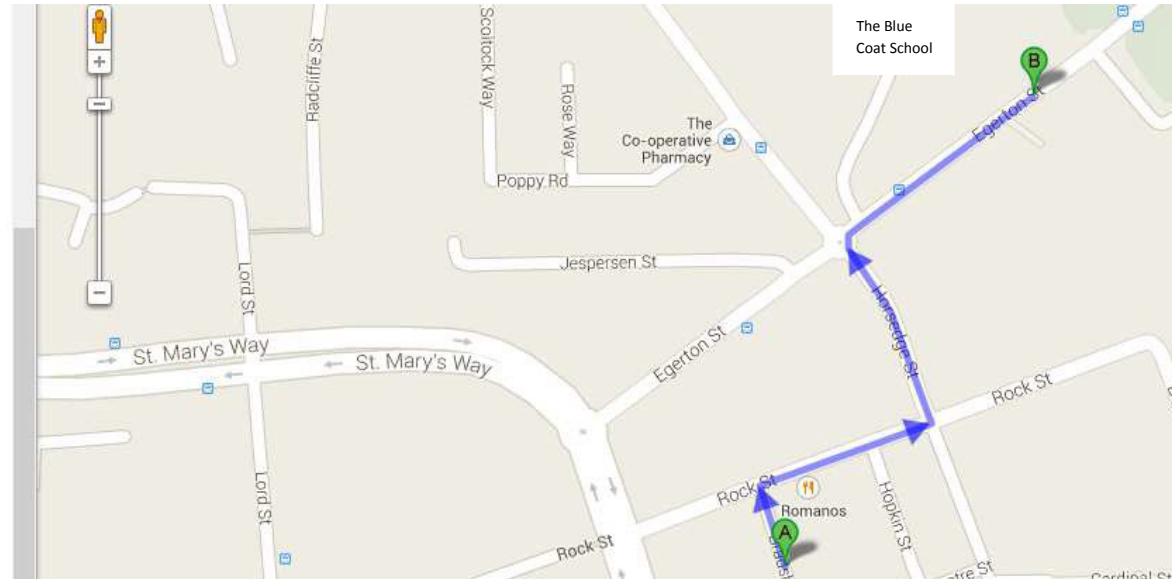 The Blue
Coat School
B
Scoltock Way
Radcliffe St
Rose Way
Egerton St
The
Co-operative
Pharmacy
Poppy Rd
Jespersen St
Lord St
Horsedge St
St. Mary's Way
St. Mary's Way
Egerton St
Rock St
Rock St
Romanos
Hopkin St
Lord St
A
Rock St